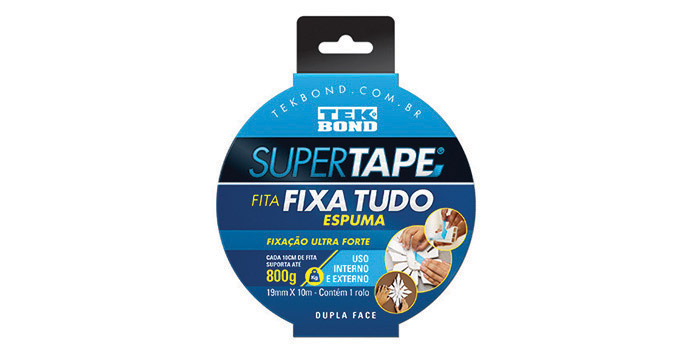 TEKBOND.COM.BR
TEK
BOND
SUPERTAPE®
FITA FIXA TUDO
ESPUMA
FIXAÇÃO ULTRA FORTE
CADA 10CM DE FITA
SUPORTA ATÉ
800g
Kg
USO
INTERNO
E EXTERNO
19mm X 10m - Contém 1 rolo
DUPLA FACE